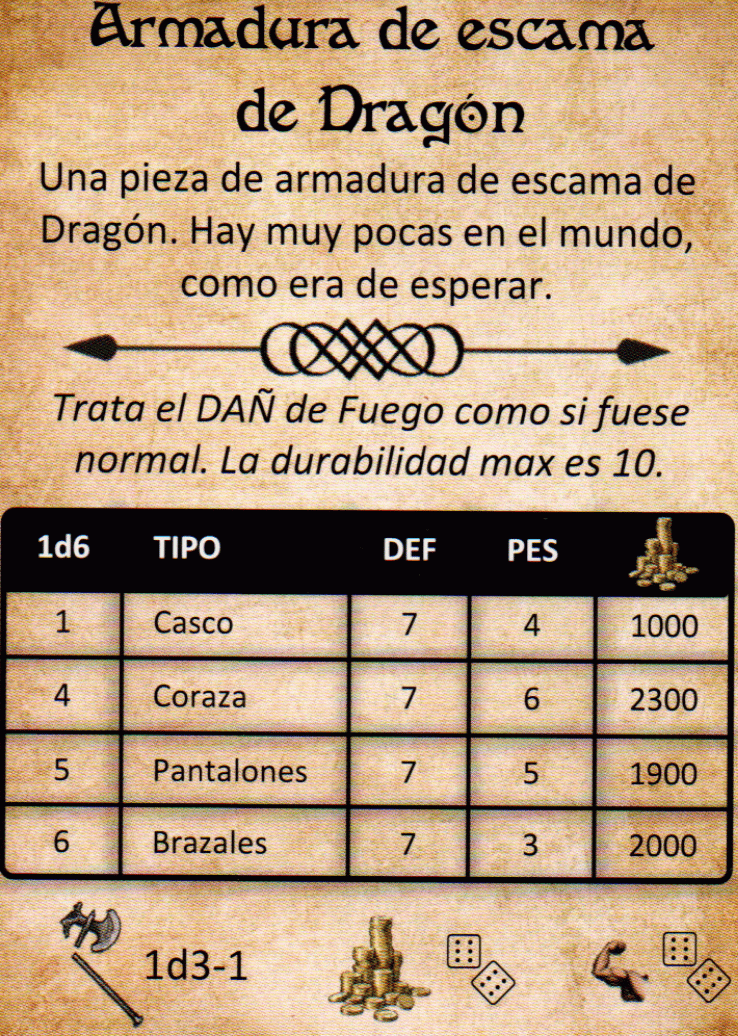 Armadura de escama
de Dragón
Una pieza de armadura de escama de
Dragón. Hay muy pocas en el mundo,
como era de esperar.
Trata el DAÑ de Fuego como si fuese
normal. La durabilidad max es 10.
1d6 TIPO DEF PES
1 Casco 7 4 1000
4 Coraza 7 6 2300
5 Pantalones 7 5 1900
6 Brazales 7 3 2000
1d3-1